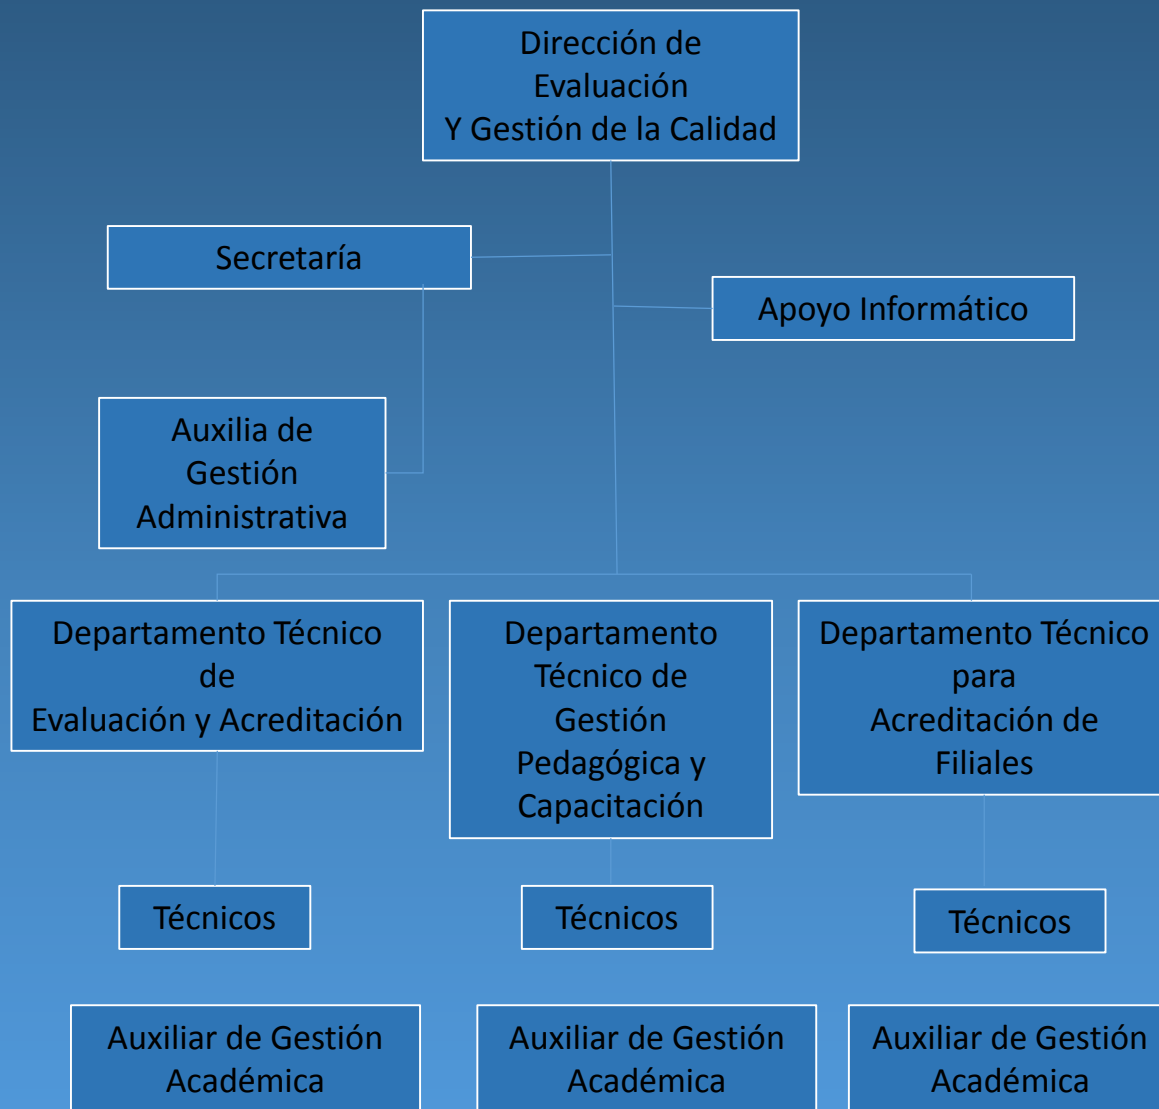 Dirección de
Evaluación
Y Gestión de la Calidad
Secretaría
Apoyo Informático
Auxilia de
Gestión
Administrativa
Departamento Técnico
de
Evaluación y Acreditación
Departamento
Técnico de
Gestión
Pedagógica y
Capacitación
Departamento Técnico
para
Acreditación de
Filiales
Técnicos
Técnicos
Técnicos
Auxiliar de Gestión
Académica
Auxiliar de Gestión
Académica
Auxiliar de Gestión
Académica